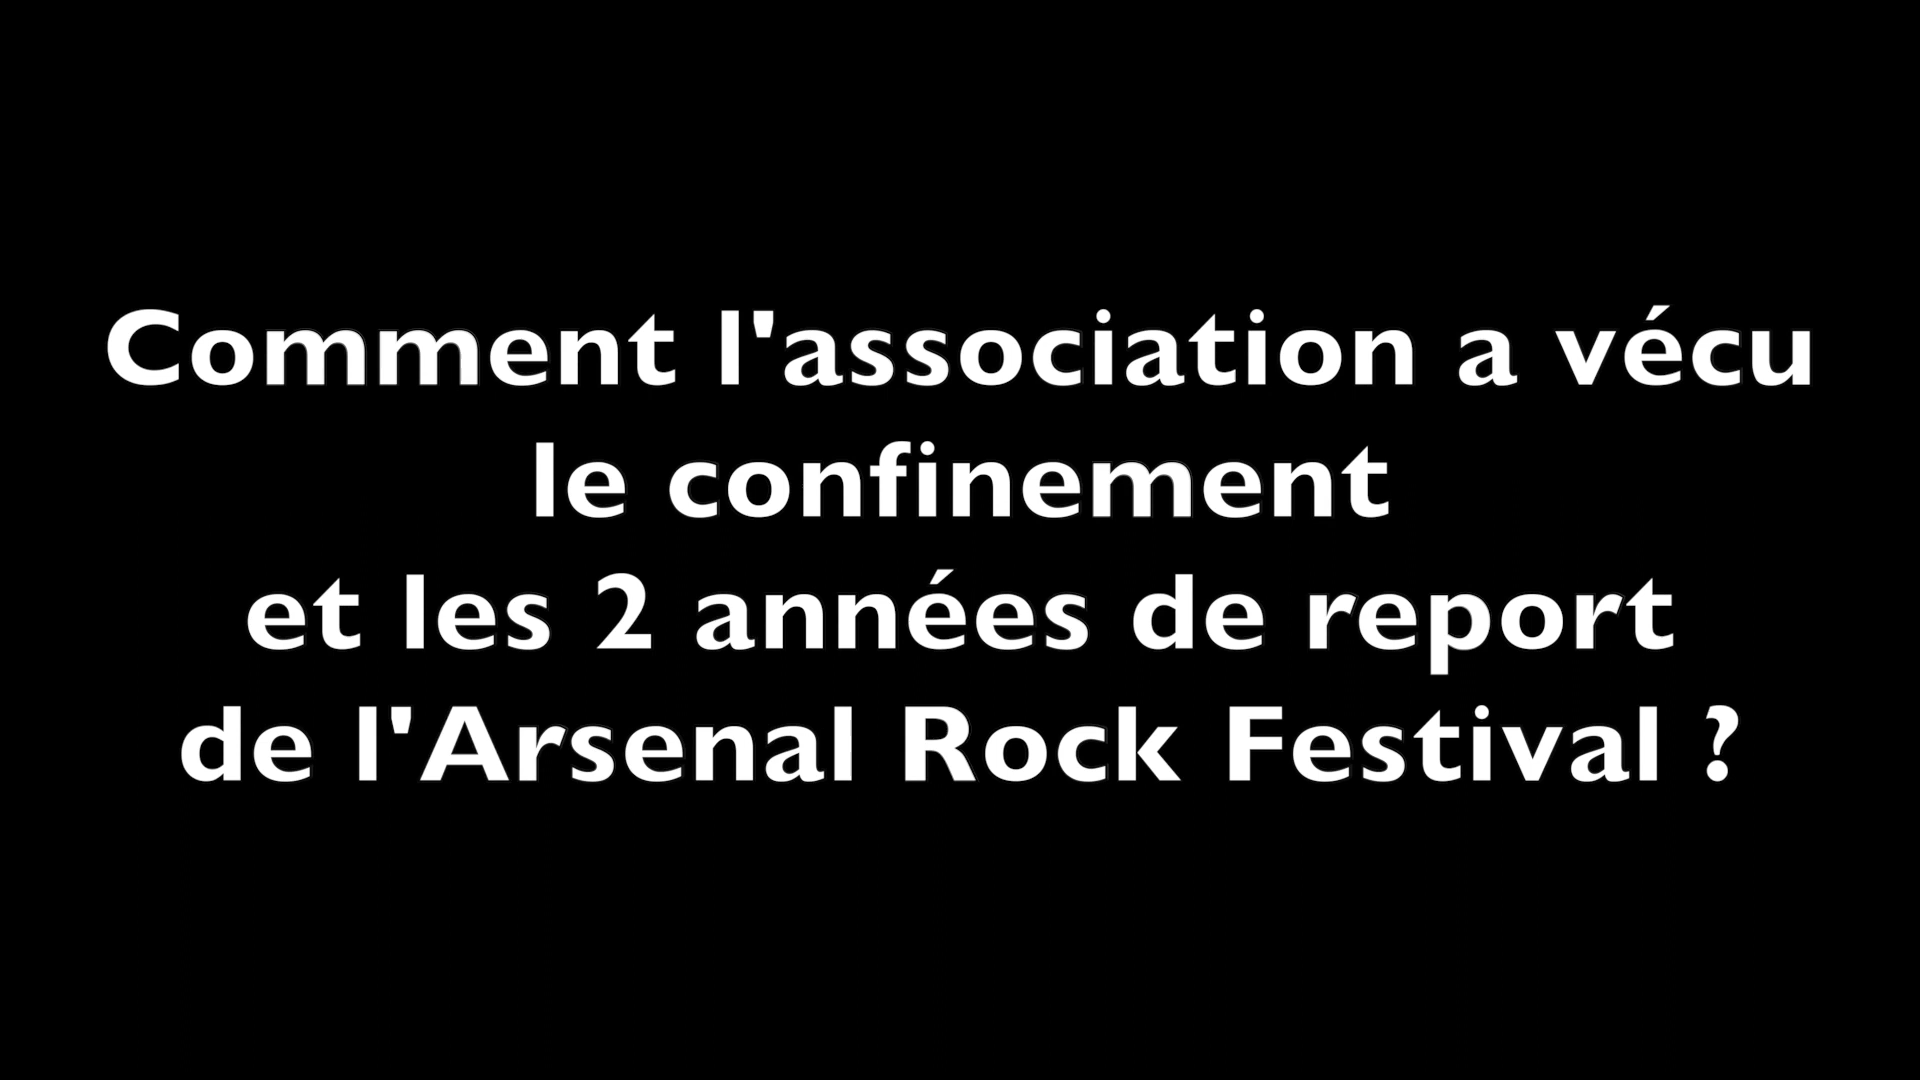 Comment l'association a vécu
le confinement
et les 2 années de report
de l'Arsenal Rock Festival ?